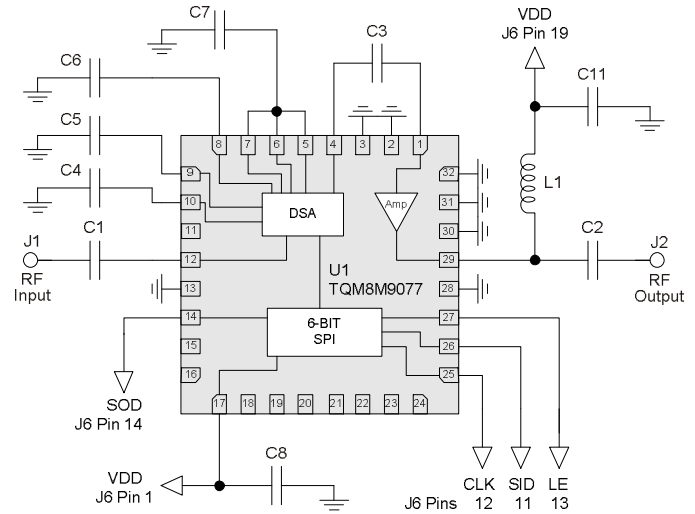 C7
VDD
J6 Pin 19
C3
C6
C11
C5
8 7 6 5 4 3 2 1
C4
9
32
L1
10
DSA
Amp
31
C1
11
30
C2
J1
12
29
J2
RF
Input
U1
TQM8M9077
RF
Output
13
28
14
6-BIT
SPI
27
15
26
16
25
SOD
J6 Pin 14
17 18 19 20 21 22 23 24
C8
VDD
J6 Pin 1
CLK SID LE
J6 Pins 12 11 13